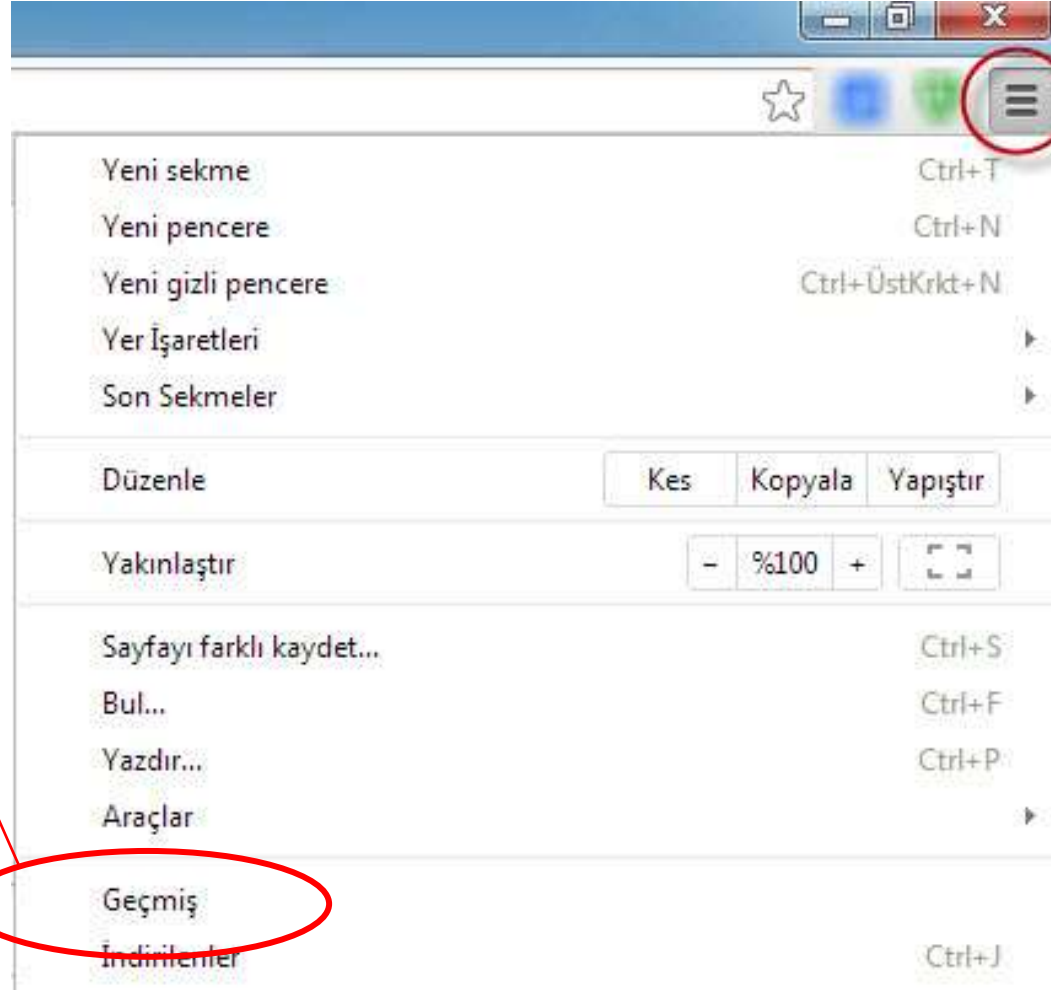 Yeni sekme Ctrl+T
Yeni pencere Ctrl+N
Yeni gizli pencere Ctrl+ÜstKrkt+N
Yer İşaretleri
Son Sekmeler
Düzenle Kes Kopyala Yapıştır
Yakınlaştır - %100 +
Sayfayı farklı kaydet... Ctrl+S
Bul... Ctrl+F
Yazdır... Ctrl+P
Araçlar
Geçmiş
İndirilenler Ctrl+J